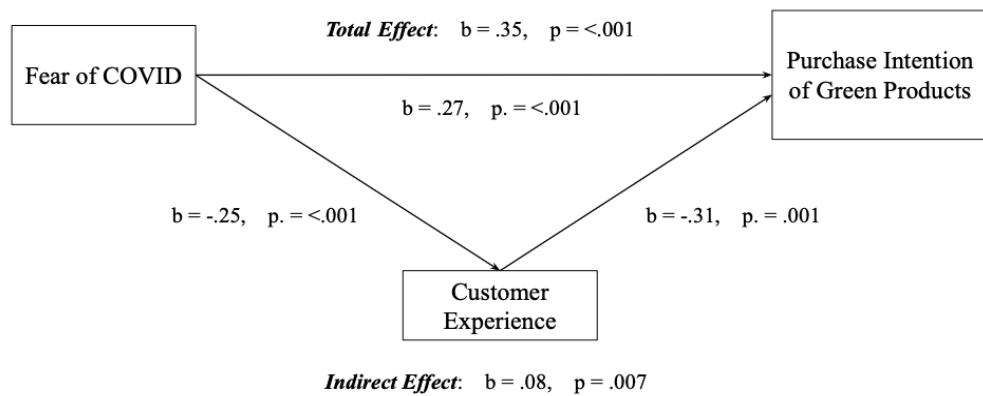 Total Effect: b = .35, p = <.001
Fear of COVID
Purchase Intention
of Green Products
b = .27, p. = <.001
b = -.25, p. = <.001
b = -.31, p. = .001
Customer
Experience
Indirect Effect: b = .08, p = .007